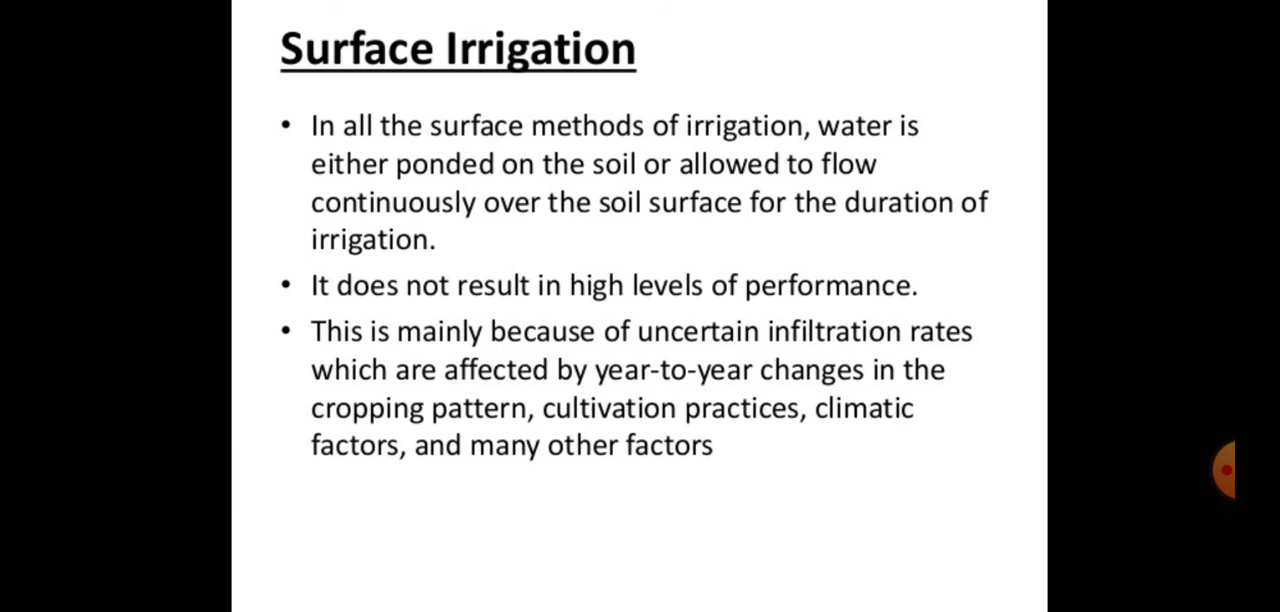 Surface Irrigation
• In all the surface methods of irrigation, water is
either ponded on the soil or allowed to flow
continuously over the soil surface for the duration of
irrigation.
• It does not result in high levels of performance.
• This is mainly because of uncertain infiltration rates
which are affected by year-to-year changes in the
cropping pattern, cultivation practices, climatic
factors, and many other factors